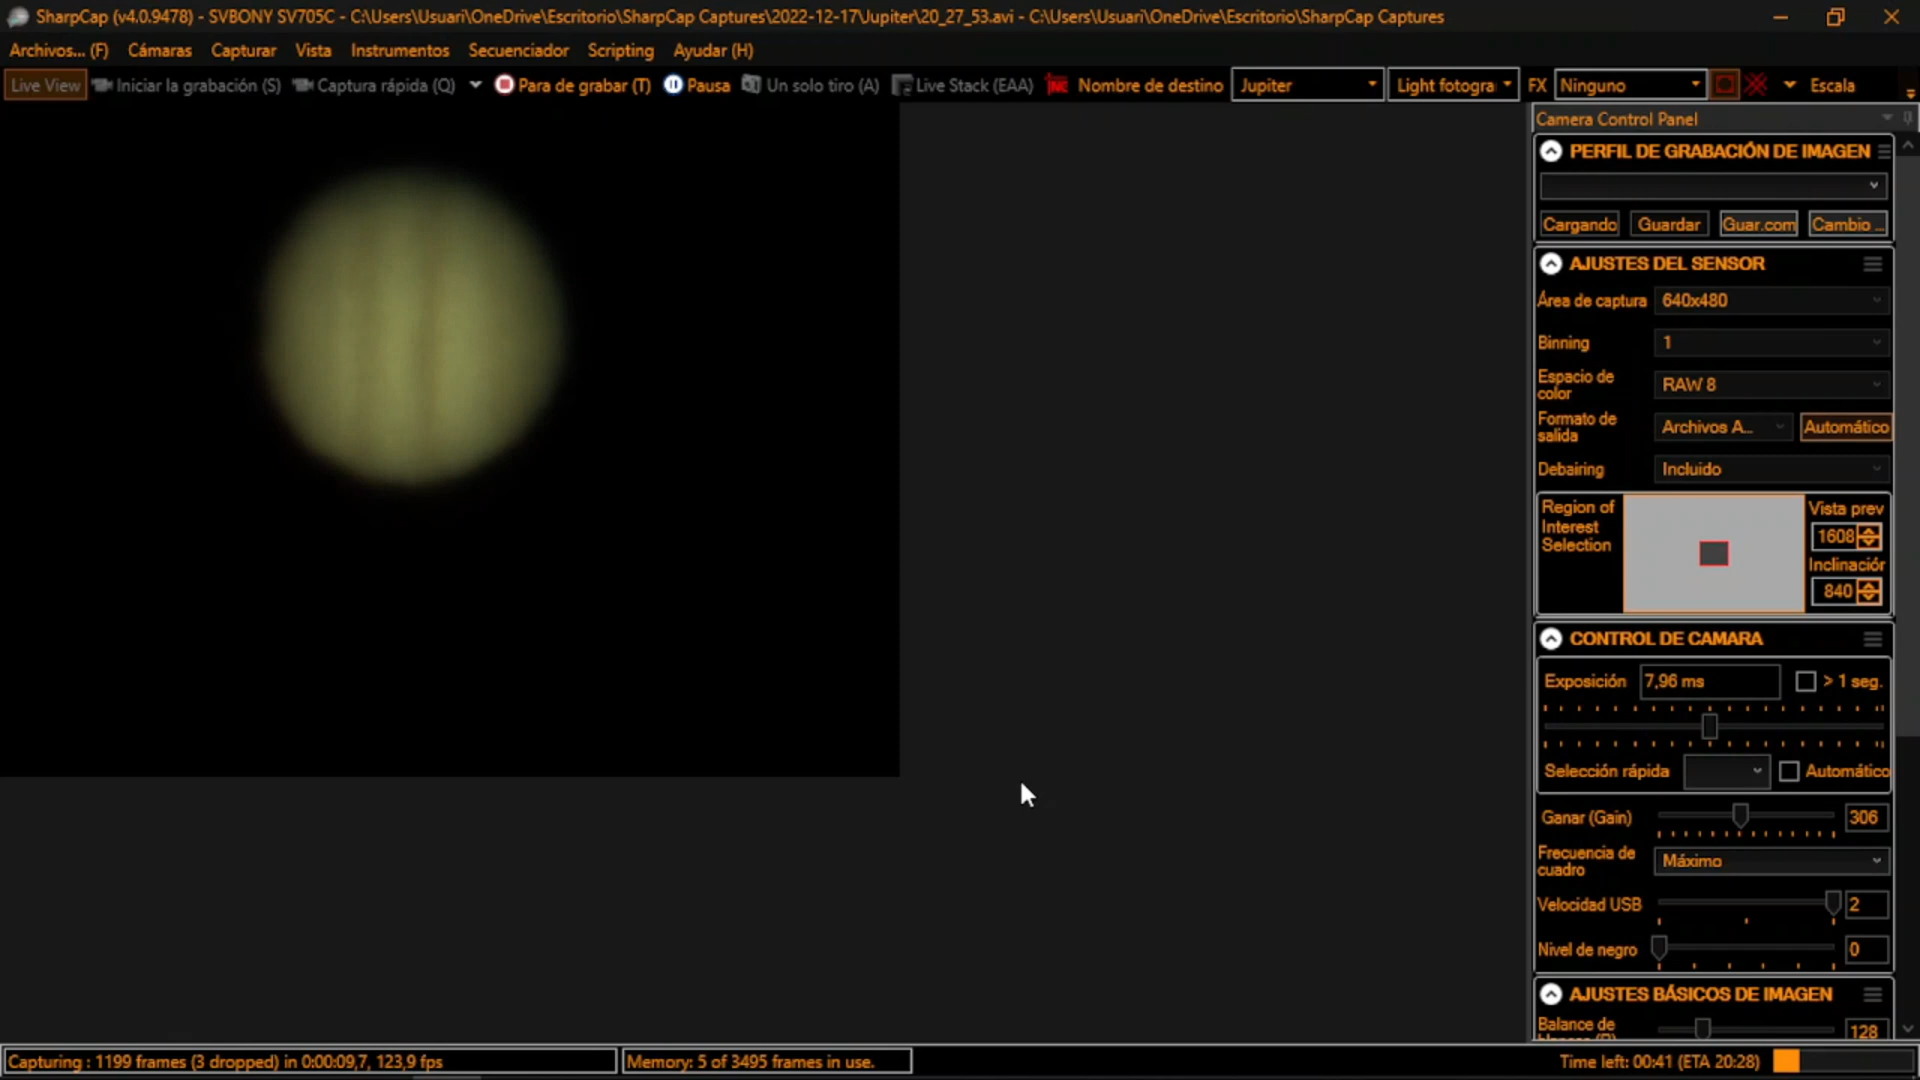 SharpCap (v4.0.9478) - SVBONY SV705C - C:\Users\Usuari\OneDrive\Escritorio\SharpCap Captures\2022-12-17\Jupiter\20_27_53.avi - C:\Users\Usuari\OneDrive\Escritorio\SharpCap Captures
Archivos... (F) Cámaras Capturar Vista Instrumentos Secuenciador Scripting Ayudar (H)
Live View Iniciar la grabación (S) Captura rápida (Q) Para de grabar (T) Pausa Un solo tiro (A) Live Stack (EAA) Nombre de destino Jupiter Light fotogra FX Ninguno Escala
Camera Control Panel
PERFIL DE GRABACIÓN DE IMAGEN
Cargando Guardar Guar.com Cambio ...
AJUSTES DEL SENSOR
Área de captura 640x480
Binning 1
Espacio de color RAW 8
Formato de salida Archivos A... Automático
Debairing Incluido
Region of Interest Selection
Vista prev
1608
Inclinaciór
840
CONTROL DE CAMARA
Exposición 7,96 ms > 1 seg.
Selección rápida Automático
Ganar (Gain) 306
Frecuencia de cuadro Máximo
Velocidad USB 2
Nivel de negro 0
AJUSTES BÁSICOS DE IMAGEN
Balance de 128
Capturing : 1199 frames (3 dropped) in 0:00:09,7, 123,9 fps Memory: 5 of 3495 frames in use. Time left: 00:41 (ETA 20:28)